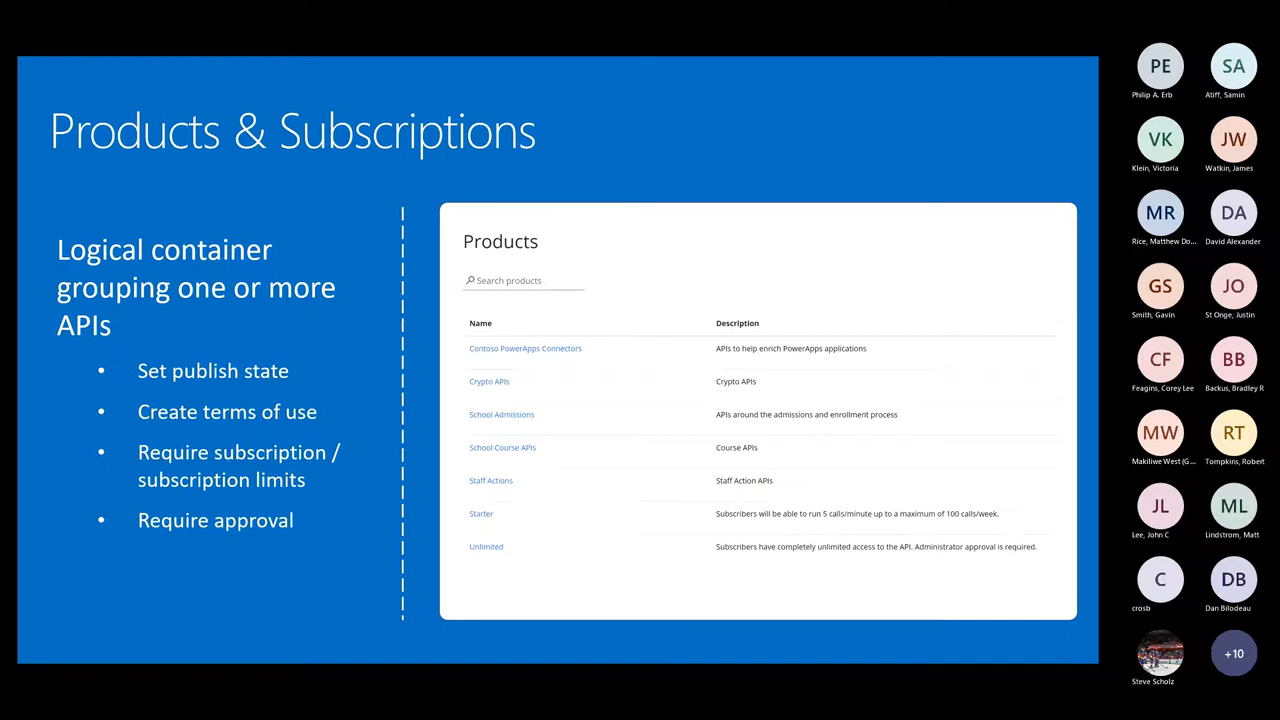 Products & Subscriptions
Logical container
grouping one or more
APIs
• Set publish state
• Create terms of use
• Require subscription /
subscription limits
• Require approval
Products
Search products
Name Description
Contoso PowerApps Connectors APIs to help enrich PowerApps applications
Crypto APIs Crypto APIs
School Admissions APIs around the admissions and enrollment process
School Course APIs Course APIs
Staff Actions Staff Action APIs
Starter Subscribers will be able to run 5 calls/minute up to a maximum of 100 calls/week.
Unlimited Subscribers have completely unlimited access to the API. Administrator approval is required.
PE SA
Philip A. Erb Atiff, Samin
VK JW
Klein, Victoria Watkin, James
MR DA
Rice, Matthew Do... David Alexander
GS JO
Smith, Gavin St Onge, Justin
CF BB
Feagins, Corey Lee Backus, Bradley R
MW RT
Makiliwe West (G... Tompkins, Robert
JL ML
Lee, John C Lindstrom, Matt
C DB
crosb Dan Bilodeau
+10
Steve Scholz